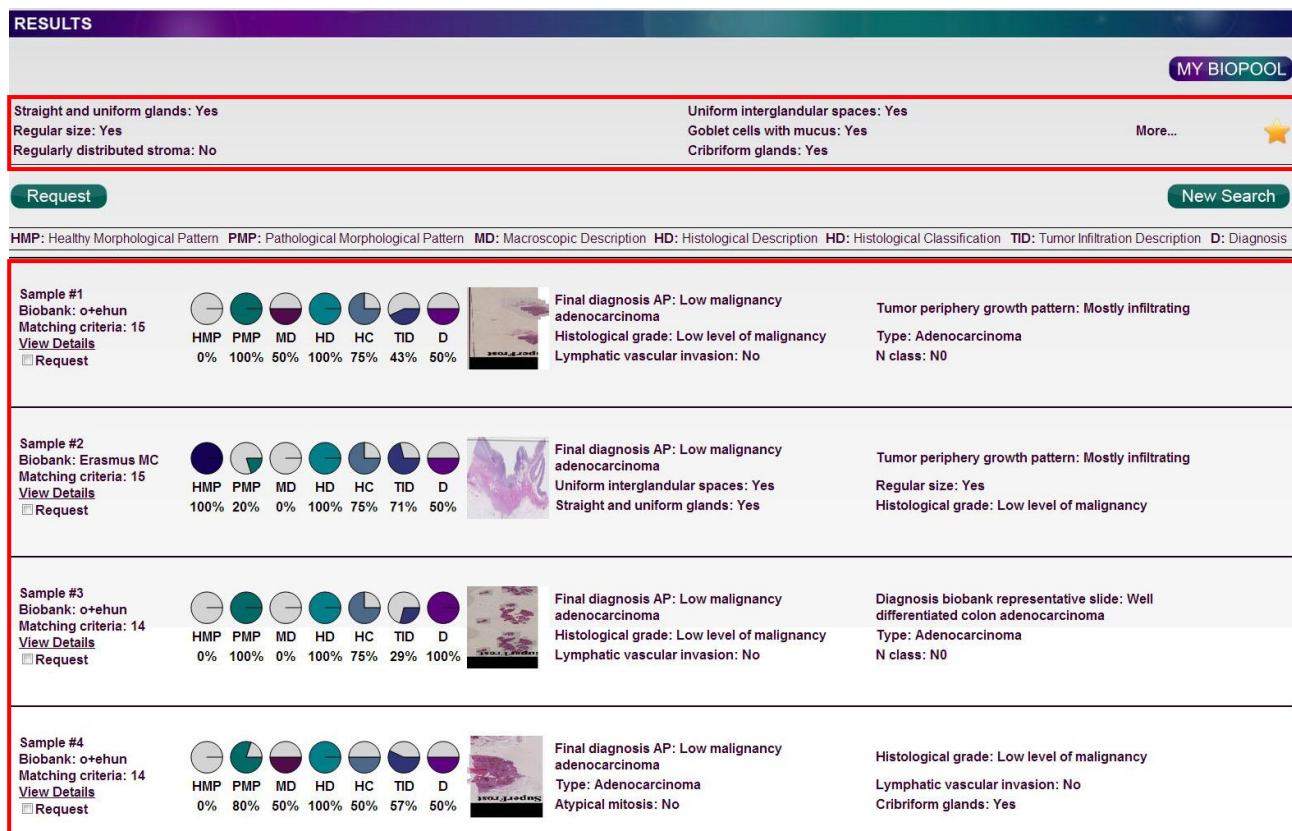 RESULTS
MY BIOPOOL
Straight and uniform glands: Yes
Regular size: Yes
Regularly distributed stroma: No
Uniform interglandular spaces: Yes
Goblet cells with mucus: Yes
Cribriform glands: Yes
More...
Request
New Search
HMP: Healthy Morphological Pattern PMP: Pathological Morphological Pattern MD: Macroscopic Description HD: Histological Description HD: Histological Classification TID: Tumor Infiltration Description D: Diagnosis
Sample #1
Biobank: o+ehun
Matching criteria: 15
View Details
Request
HMP PMP MD HD HC TID D
0% 100% 50% 100% 75% 43% 50%
SuperFrost
Final diagnosis AP: Low malignancy
adenocarcinoma
Histological grade: Low level of malignancy
Lymphatic vascular invasion: No
Tumor periphery growth pattern: Mostly infiltrating
Type: Adenocarcinoma
N class: N0
Sample #2
Biobank: Erasmus MC
Matching criteria: 15
View Details
Request
HMP PMP MD HD HC TID D
100% 20% 0% 100% 75% 71% 50%
Final diagnosis AP: Low malignancy
adenocarcinoma
Uniform interglandular spaces: Yes
Straight and uniform glands: Yes
Tumor periphery growth pattern: Mostly infiltrating
Regular size: Yes
Histological grade: Low level of malignancy
Sample #3
Biobank: o+ehun
Matching criteria: 14
View Details
Request
HMP PMP MD HD HC TID D
0% 100% 0% 100% 75% 29% 100%
SuperFrost
Final diagnosis AP: Low malignancy
adenocarcinoma
Histological grade: Low level of malignancy
Lymphatic vascular invasion: No
Diagnosis biobank representative slide: Well
differentiated colon adenocarcinoma
Type: Adenocarcinoma
N class: N0
Sample #4
Biobank: o+ehun
Matching criteria: 14
View Details
Request
HMP PMP MD HD HC TID D
0% 80% 50% 100% 50% 57% 50%
SuperFrost
Final diagnosis AP: Low malignancy
adenocarcinoma
Type: Adenocarcinoma
Atypical mitosis: No
Histological grade: Low level of malignancy
Lymphatic vascular invasion: No
Cribriform glands: Yes